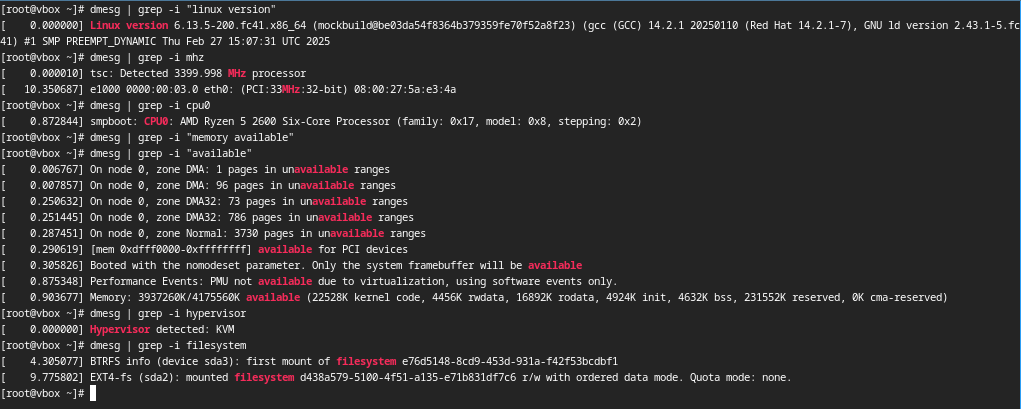 [root@vbox ~]# dmesg | grep -i "linux version"
[    0.000000] Linux version 6.13.5-200.fc41.x86_64 (mockbuild@be03da54f8364b379359fe70f52a8f23) (gcc (GCC) 14.2.1 20250110 (Red Hat 14.2.1-7), GNU ld version 2.43.1-5.fc
41) #1 SMP PREEMPT_DYNAMIC Thu Feb 27 15:07:31 UTC 2025
[root@vbox ~]# dmesg | grep -i mhz
[    0.000010] tsc: Detected 3399.998 MHz processor
[   10.350687] e1000 0000:00:03.0 eth0: (PCI:33MHz:32-bit) 08:00:27:5a:e3:4a
[root@vbox ~]# dmesg | grep -i cpu0
[    0.872844] smpboot: CPU0: AMD Ryzen 5 2600 Six-Core Processor (family: 0x17, model: 0x8, stepping: 0x2)
[root@vbox ~]# dmesg | grep -i "memory available"
[root@vbox ~]# dmesg | grep -i "available"
[    0.006767] On node 0, zone DMA: 1 pages in unavailable ranges
[    0.007857] On node 0, zone DMA: 96 pages in unavailable ranges
[    0.250632] On node 0, zone DMA32: 73 pages in unavailable ranges
[    0.251445] On node 0, zone DMA32: 786 pages in unavailable ranges
[    0.287451] On node 0, zone Normal: 3730 pages in unavailable ranges
[    0.290619] [mem 0xdfff0000-0xffffffff] available for PCI devices
[    0.305826] Booted with the nomodeset parameter. Only the system framebuffer will be available
[    0.875348] Performance Events: PMU not available due to virtualization, using software events only.
[    0.903677] Memory: 3937260K/4175560K available (22528K kernel code, 4456K rwdata, 16892K rodata, 4924K init, 4632K bss, 231552K reserved, 0K cma-reserved)
[root@vbox ~]# dmesg | grep -i hypervisor
[    0.000000] Hypervisor detected: KVM
[root@vbox ~]# dmesg | grep -i filesystem
[    4.305077] BTRFS info (device sda3): first mount of filesystem e76d5148-8cd9-453d-931a-f42f53bcdbf1
[    9.775802] EXT4-fs (sda2): mounted filesystem d438a579-5100-4f51-a135-e71b831df7c6 r/w with ordered data mode. Quota mode: none.
[root@vbox ~]#